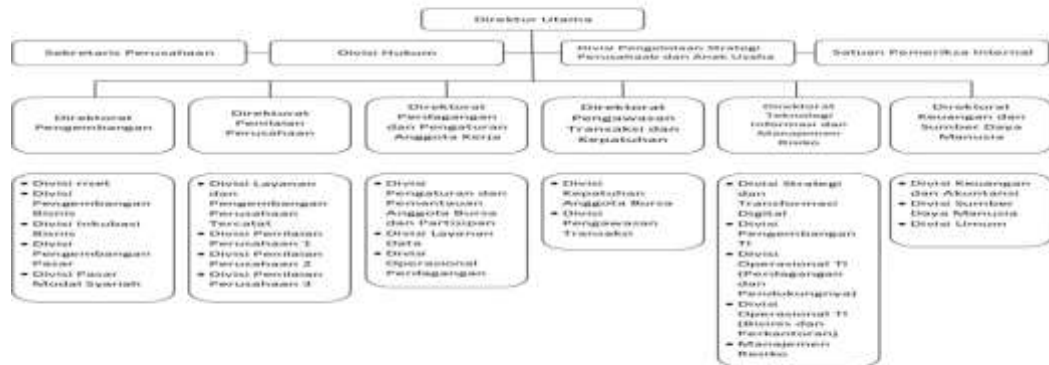 Direktur Utama
Sekretaris Perusahaan
Divisi Hukum
Divisi Pengelolaan Strategi
Perusahaab dan Anak Usaha
Satuan Pemeriksa Internal
Direktorat
Pengembangan
Direktorat
Penilaian
Perusahaan
Direktorat
Perdagangan
dan Pengaturan
Anggota Kerja
Direktorat
Pengawasan
Transaksi dan
Kepatuhan
Direktorat
Teknologi
Informasi dan
Manajemen
Risiko
Direktorat
Keuangan dan
Sumber Daya
Manusia
• Divisi riset
• Divisi
Pengembangan
Bisnis
• Divisi Inkubasi
Bisnis
• Divisi
Pengembangan
Pasar
• Divisi Pasar
Modal Syariah
• Divisi Layanan
dan
Pengembangan
Perusahaan
Tercatat
• Divisi Penilaian
Perusahaan 1
• Divisi Penilaian
Perusahaan 2
• Divisi Penilaian
Perusahaan 3
• Divisi
Pengaturan dan
Pemantauan
Anggota Bursa
dan Partisipan
• Divisi Layanan
Data
• Divisi
Operasional
Perdagangan
• Divisi
Kepatuhan
Anggota Bursa
• Divisi
Pengawasan
Transaksi
• Divisi Strategi
dan
Transformasi
Digital
• Divisi
Pengembangan
TI
• Divisi
Operasional TI
(Perdagangan
dan
Pendukungnya)
• Divisi
Operasional TI
(Bisinis dan
Perkantoran)
• Manajemen
Resiko
• Divisi Keuangan
dan Akuntansi
• Divisi Sumber
Daya Manusia
• Divisi Umum